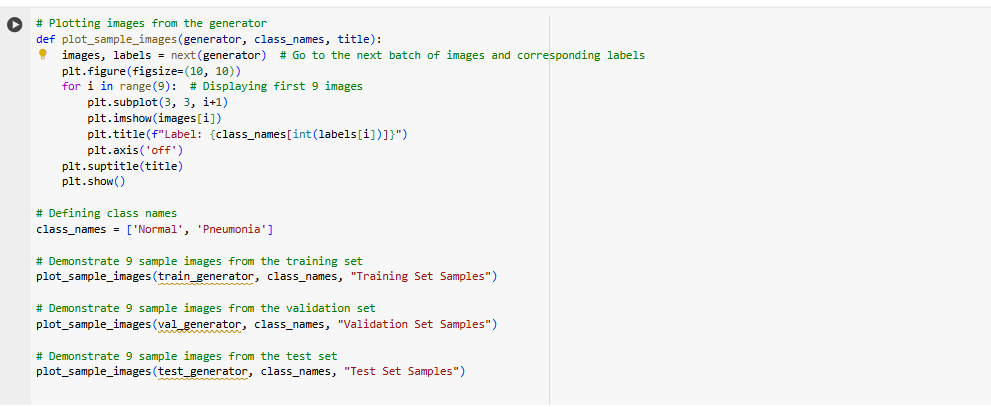 # Plotting images from the generator
def plot_sample_images(generator, class_names, title):
    images, labels = next(generator)  # Go to the next batch of images and corresponding labels
    plt.figure(figsize=(10, 10))
    for i in range(9):  # Displaying first 9 images
        plt.subplot(3, 3, i+1)
        plt.imshow(images[i])
        plt.title(f"Label: {class_names[int(labels[i])]}")
        plt.axis('off')
    plt.suptitle(title)
    plt.show()

# Defining class names
class_names = ['Normal', 'Pneumonia']

# Demonstrate 9 sample images from the training set
plot_sample_images(train_generator, class_names, "Training Set Samples")

# Demonstrate 9 sample images from the validation set
plot_sample_images(val_generator, class_names, "Validation Set Samples")

# Demonstrate 9 sample images from the test set
plot_sample_images(test_generator, class_names, "Test Set Samples")